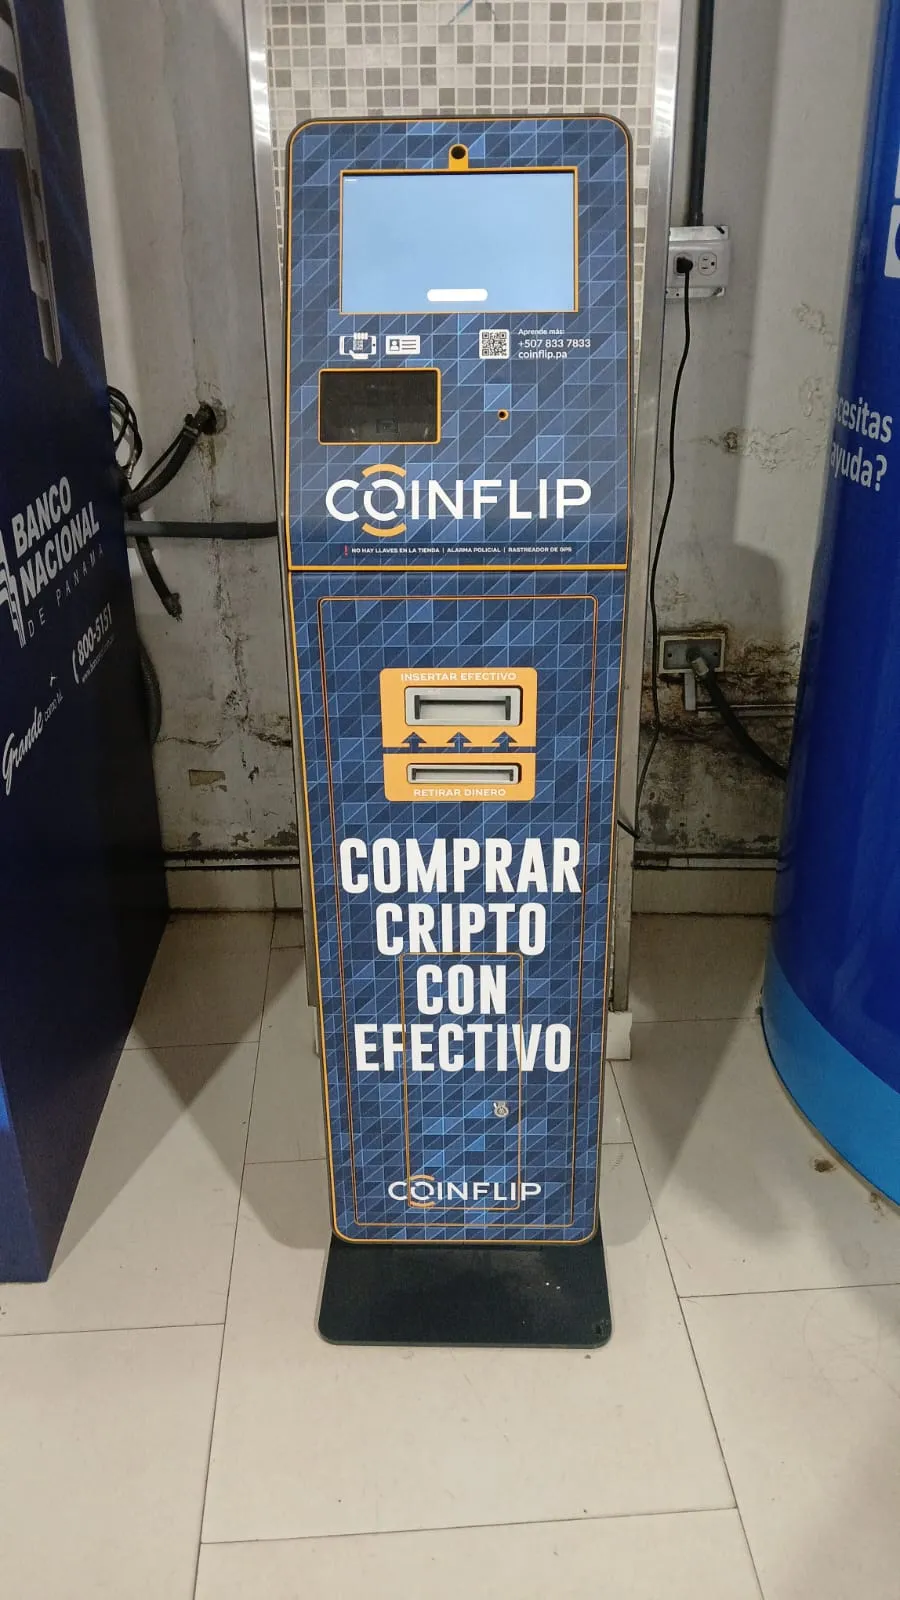 Aprende más:
+507 833 7833
coinflip.pa
COINFLIP
NO HAY LLAVES EN LA TIENDA | ALARMA POLICIAL | RASTREADOR DE GPS
INSERTAR EFECTIVO
RETIRAR DINERO
COMPRAR
CRIPTO
CON
EFECTIVO
COINFLIP
BANCO
NACIONAL
DE PANAMÁ
800-5151
Grande
cesitas
ayuda?